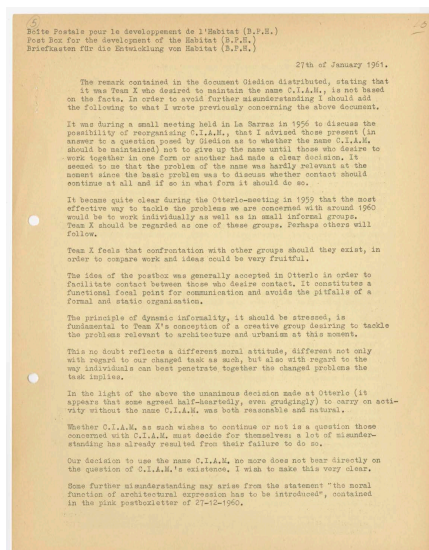 5
Boîte Postale pour le developpement de l'Habitat (B.P.H.)
Post Box for the development of the Habitat (B.P.H.)
Briefkasten für die Entwicklung von Habitat (B.P.H.)
27th of January 1961.
The remark contained in the document Giedion distributed, stating that
it was Team X who desired to maintain the name C.I.A.M., is not based
on the facts. In order to avoid further misunderstanding I should add
the following to what I wrote previously concerning the above document.
It was during a small meeting held in La Sarraz in 1956 to discuss the
possibility of reorganising C.I.A.M., that I advised those present (in
answer to a question posed by Giedion as to whether the name C.I.A.M.
should be maintained) not to give up the name until those who desire to
work together in one form or another had made a clear decision. It
seemed to me that the problem of the name was hardly relevant at the
moment since the basic problem was to discuss whether contact should
continue at all and if so in what form it should do so.
It became quite clear during the Otterlo-meeting in 1959 that the most
effective way to tackle the problems we are concerned with around 1960
would be to work individually as well as in small informal groups.
Team X should be regarded as one of these groups. Perhaps others will
follow.
Team X feels that confrontation with other groups should they exist, in
order to compare work and ideas could be very fruitful.
The idea of the postbox was generally accepted in Otterlo in order to
facilitate contact between those who desire contact. It constitutes a
functional focal point for communication and avoids the pitfalls of a
formal and static organisation.
The principle of dynamic informality, it should be stressed, is
fundamental to Team X's conception of a creative group desiring to tackle
the problems relevant to architecture and urbanism at this moment.
This no doubt reflects a different moral attitude, different not only
with regard to our changed task as such, but also with regard to the
way individuals can best penetrate together the changed problems the
task implies.
In the light of the above the unanimous decision made at Otterlo (it
appears that some agreed half-heartedly, even grudgingly) to carry on acti-
vity without the name C.I.A.M. was both reasonable and natural.
Whether C.I.A.M. as such wishes to continue or not is a question those
concerned with C.I.A.M. must decide for themselves; a lot of misunder-
standing has already resulted from their failure to do so.
Our decision to use the name C.I.A.M. no more does not bear directly on
the question of C.I.A.M.'s existence. I wish to make this very clear.
Some further misunderstanding may arise from the statement "the moral
function of architectural expression has to be introduced", contained
in the pink postboxletter of 27-12-1960.